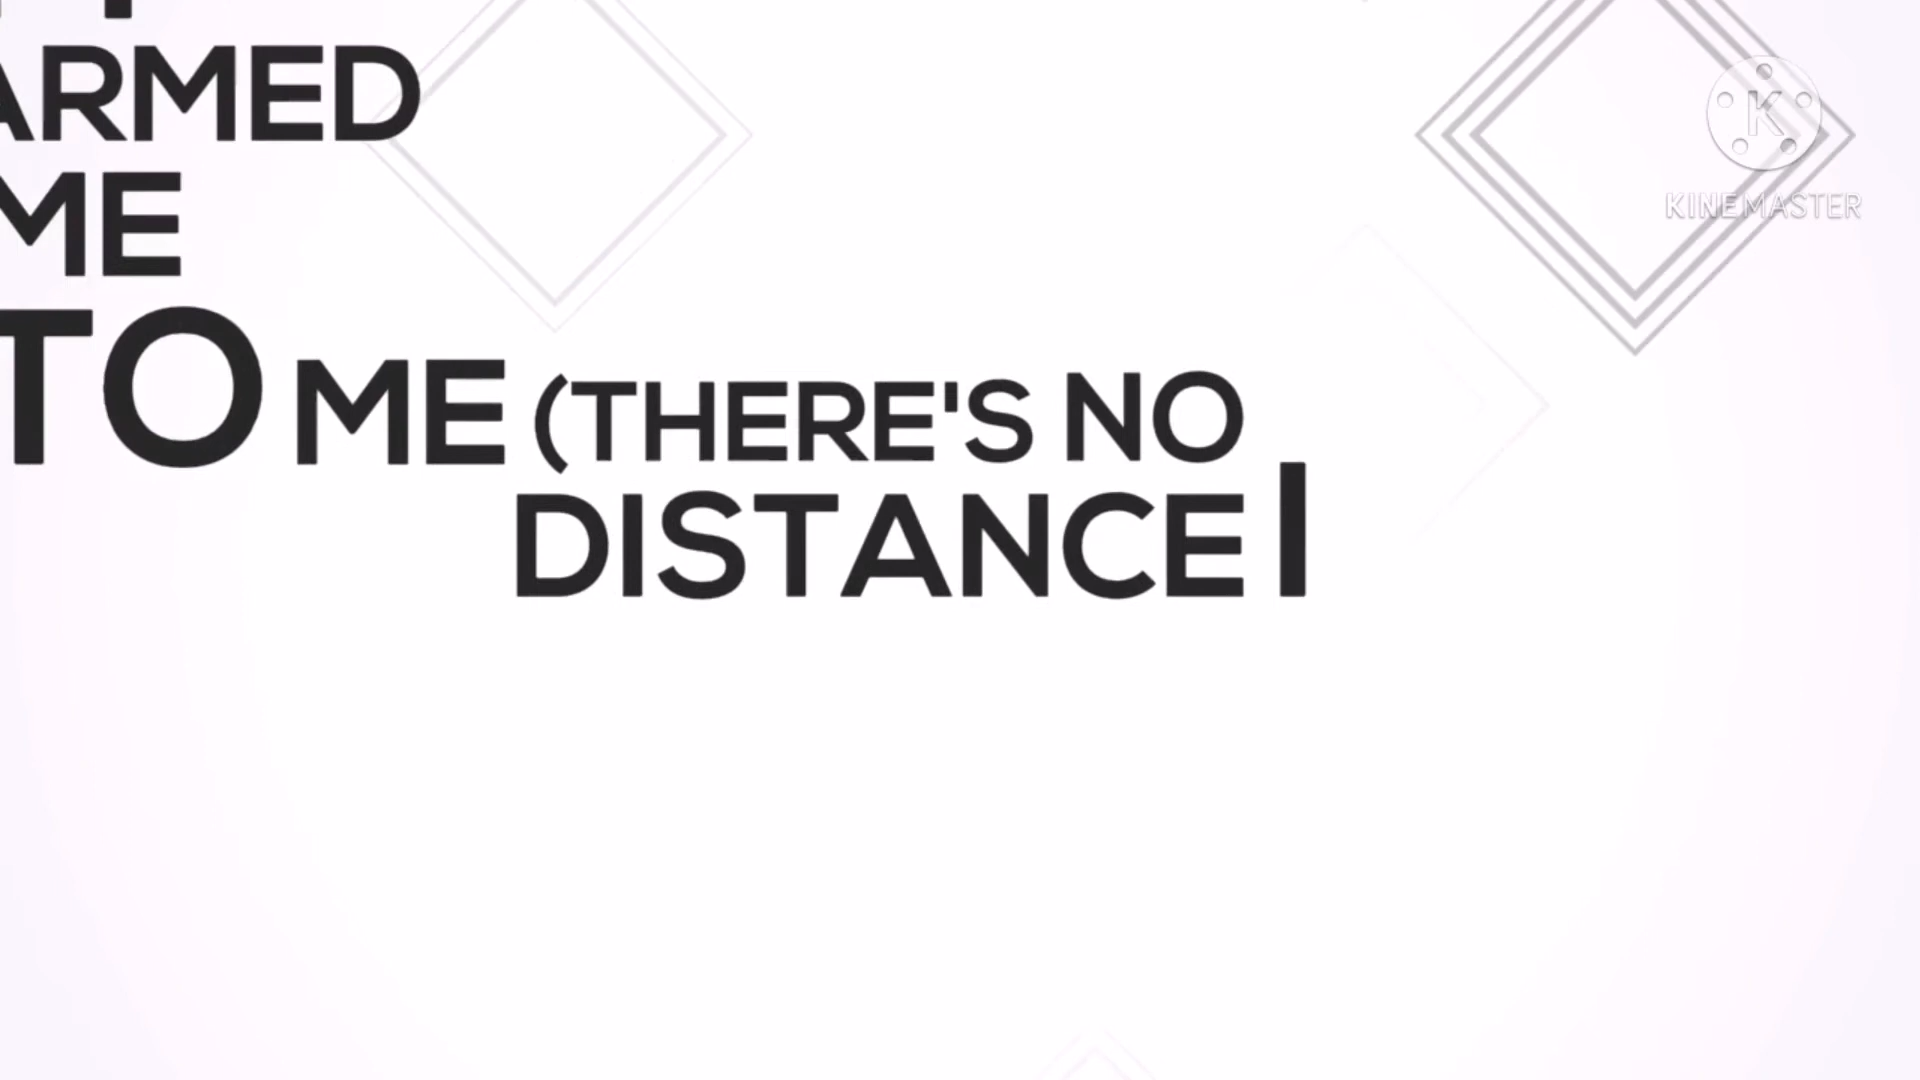 ARMED
ME
TO ME (THERE'S NO
DISTANCE I
K
KINEMASTER